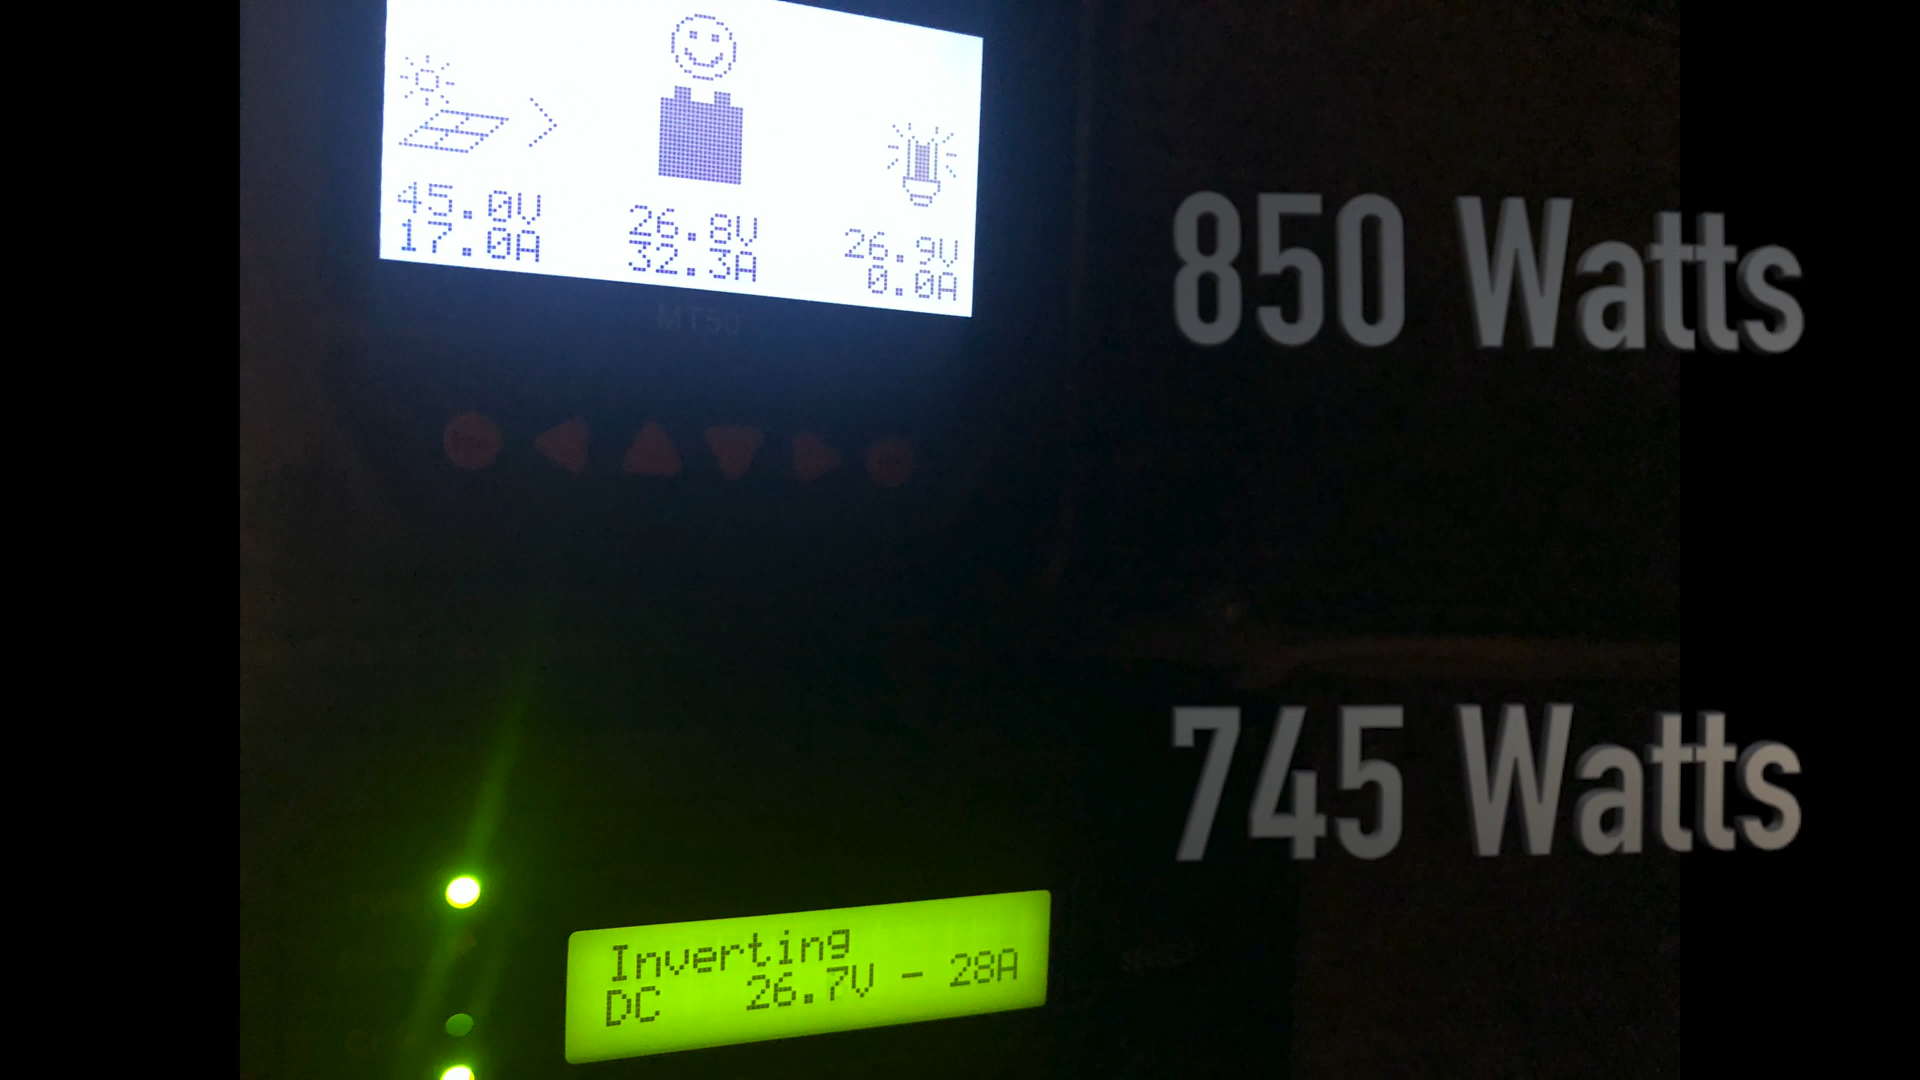 45.0V
17.0A
26.8V
32.3A
26.9V
0.0A
MT50
850 Watts
745 Watts
Inverting
DC 26.7V - 28A